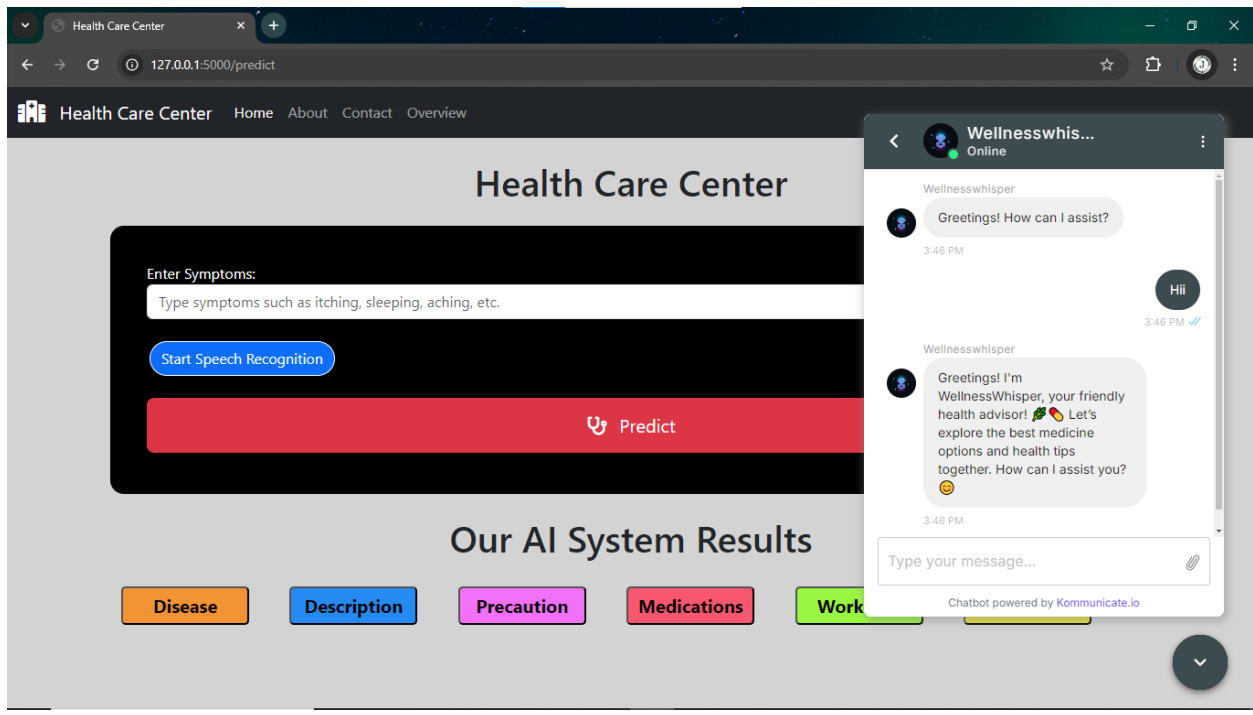 Health Care Center
127.0.0.1:5000/predict
J
Health Care Center Home About Contact Overview
Health Care Center
Enter Symptoms:
Type symptoms such as itching, sleeping, aching, etc.
Start Speech Recognition
Predict
Our AI System Results
Disease Description Precaution Medications Work
Wellnesswhis...
Online
Wellnesswhisper
Greetings! How can I assist?
3:46 PM
Hii
3:46 PM
Wellnesswhisper
Greetings! I'm
WellnessWhisper, your friendly
health advisor! 🌿💊 Let's
explore the best medicine
options and health tips
together. How can I assist you?
😊
3:46 PM
Type your message...
Chatbot powered by Kommunicate.io